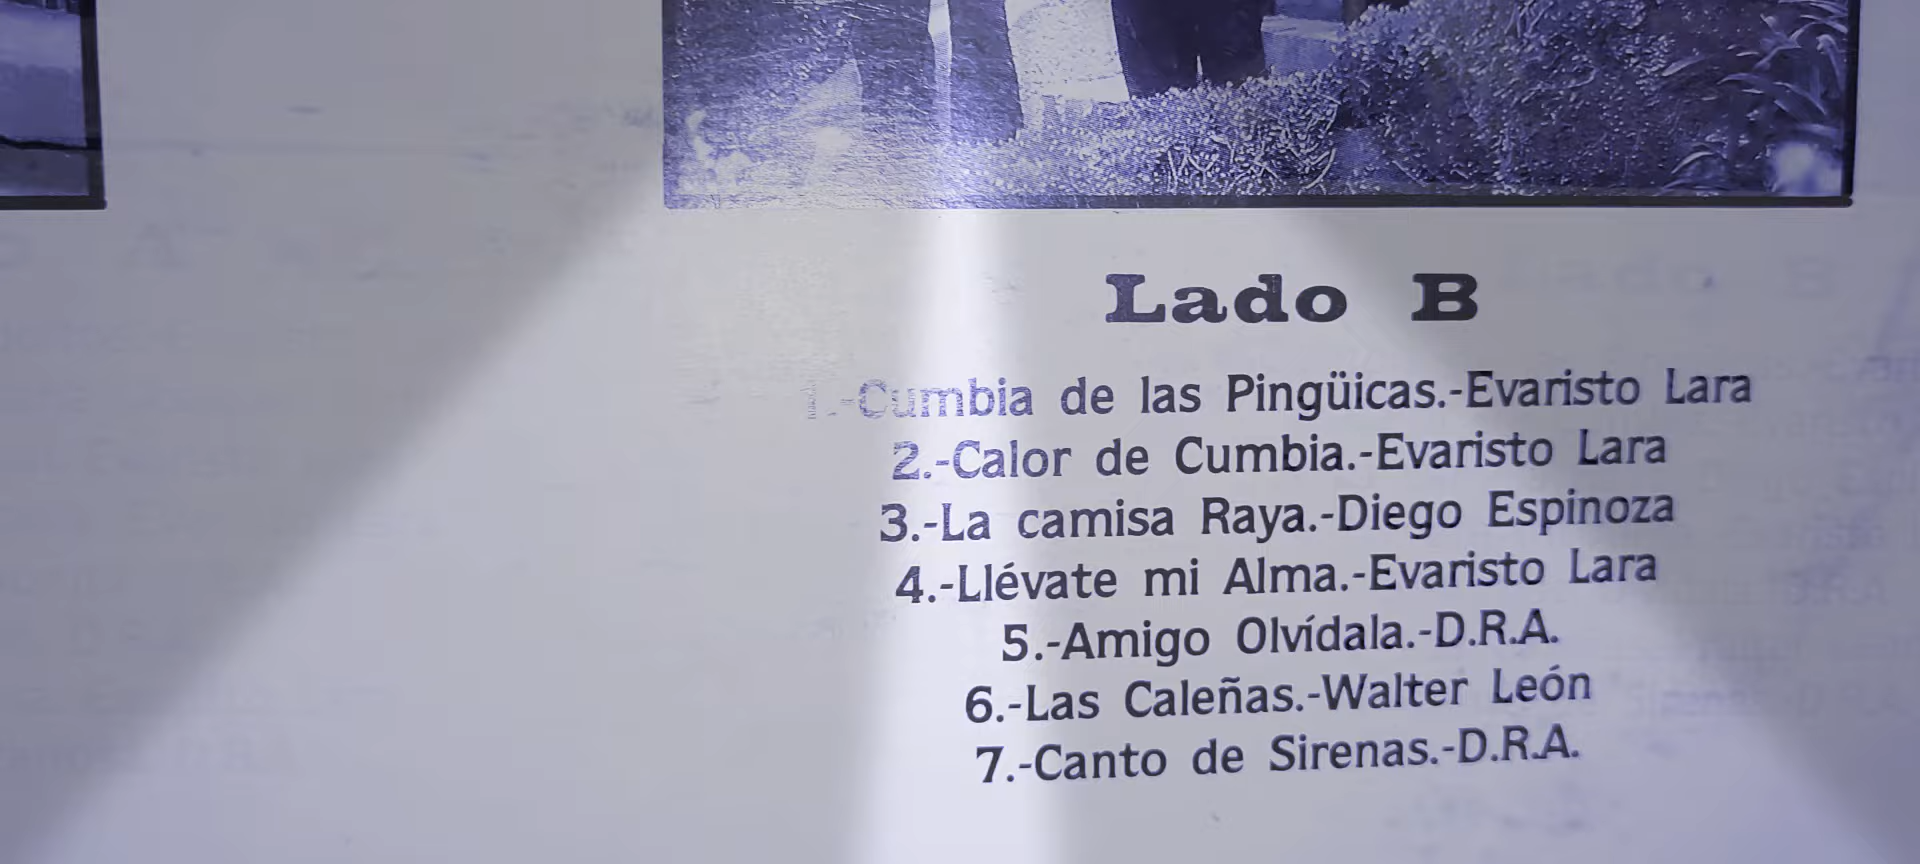 Lado B
1.-Cumbia de las Pingüicas.-Evaristo Lara
2.-Calor de Cumbia.-Evaristo Lara
3.-La camisa Raya.-Diego Espinoza
4.-Llévate mi Alma.-Evaristo Lara
5.-Amigo Olvídala.-D.R.A.
6.-Las Caleñas.-Walter León
7.-Canto de Sirenas.-D.R.A.